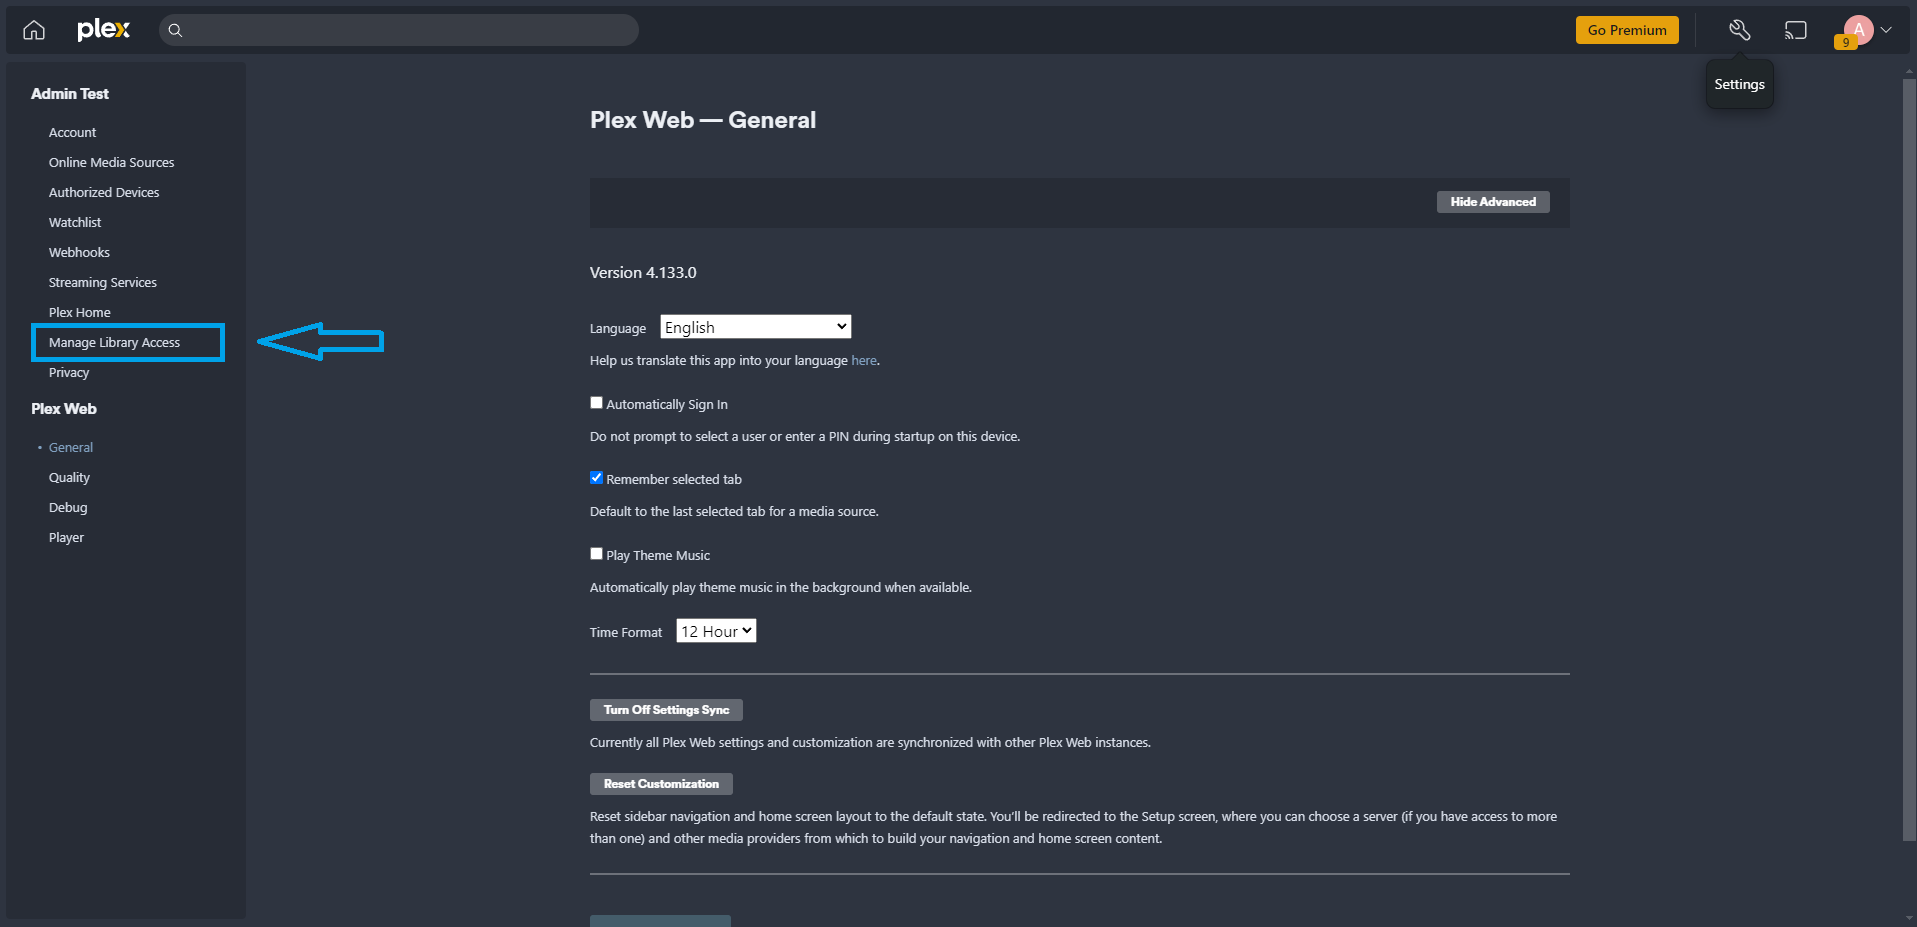 plex
Go Premium
A
9
Settings
Admin Test
Account
Online Media Sources
Authorized Devices
Watchlist
Webhooks
Streaming Services
Plex Home
Manage Library Access
Privacy
Plex Web
General
Quality
Debug
Player
Plex Web — General
Hide Advanced
Version 4.133.0
Language English
Help us translate this app into your language here.
Automatically Sign In
Do not prompt to select a user or enter a PIN during startup on this device.
Remember selected tab
Default to the last selected tab for a media source.
Play Theme Music
Automatically play theme music in the background when available.
Time Format 12 Hour
Turn Off Settings Sync
Currently all Plex Web settings and customization are synchronized with other Plex Web instances.
Reset Customization
Reset sidebar navigation and home screen layout to the default state. You’ll be redirected to the Setup screen, where you can choose a server (if you have access to more
than one) and other media providers from which to build your navigation and home screen content.